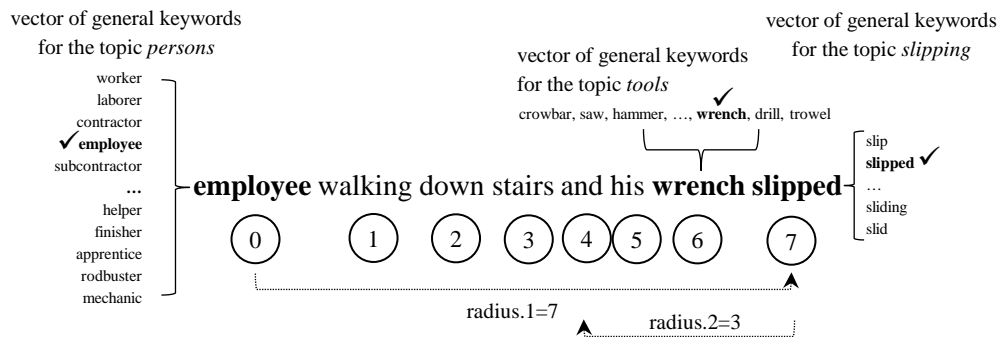 vector of general keywords
for the topic persons
worker
laborer
contractor
✓ employee
subcontractor
...
helper
finisher
apprentice
rodbuster
mechanic
vector of general keywords
for the topic tools
crowbar, saw, hammer, …, wrench, drill, trowel
vector of general keywords
for the topic slipping
slip
slipped ✓
…
sliding
slid
employee walking down stairs and his wrench slipped
0 1 2 3 4 5 6 7
radius.1=7
radius.2=3